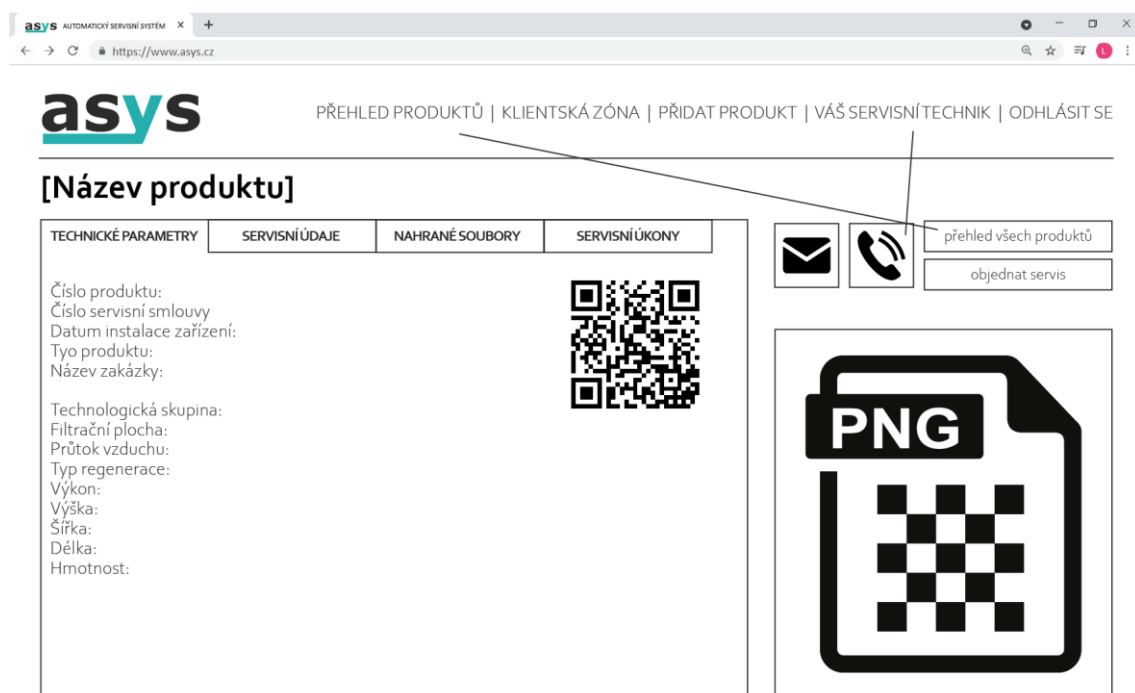 asys AUTOMATICKÝ SERVISNÍ SYSTÉM
https://www.asys.cz
L
asys
PŘEHLED PRODUKTŮ | KLIENTSKÁ ZÓNA | PŘIDAT PRODUKT | VÁŠ SERVISNÍ TECHNIK | ODHLÁSIT SE
[Název produktu]
TECHNICKÉ PARAMETRY SERVISNÍ ÚDAJE NAHRANÉ SOUBORY SERVISNÍ ÚKONY
Číslo produktu:
Číslo servisní smlouvy
Datum instalace zařízení:
Tyo produktu:
Název zakázky:
Technologická skupina:
Filtrační plocha:
Průtok vzduchu:
Typ regenerace:
Výkon:
Výška:
Šířka:
Délka:
Hmotnost:
přehled všech produktů
objednat servis
PNG